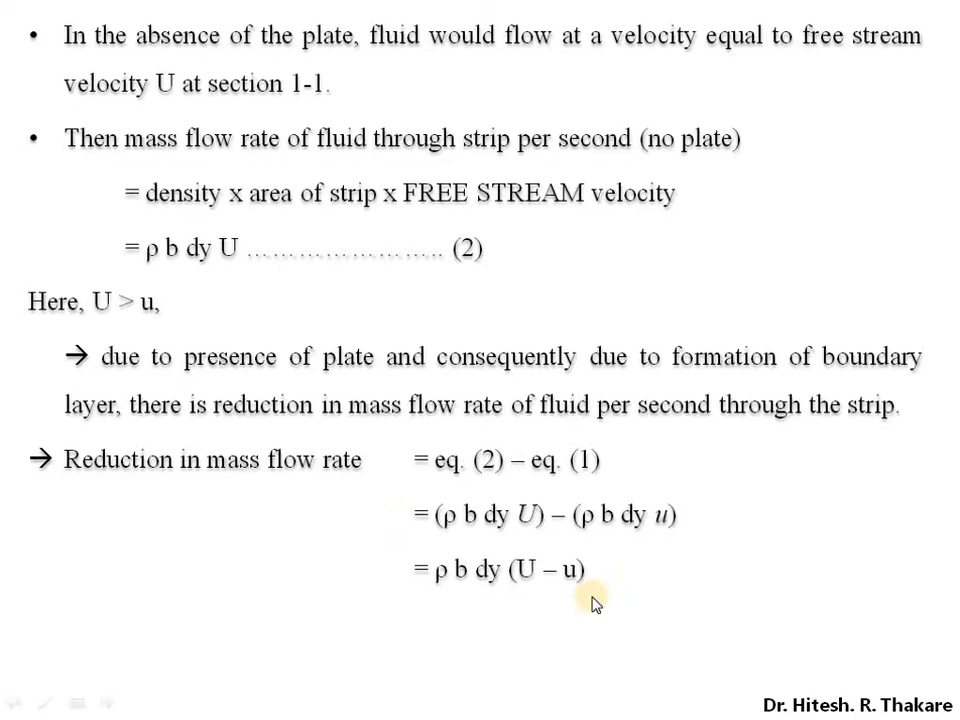 • In the absence of the plate, fluid would flow at a velocity equal to free stream
velocity U at section 1-1.
• Then mass flow rate of fluid through strip per second (no plate)
= density x area of strip x FREE STREAM velocity
= ρ b dy U …………………….. (2)
Here, U > u,
→ due to presence of plate and consequently due to formation of boundary
layer, there is reduction in mass flow rate of fluid per second through the strip.
→ Reduction in mass flow rate = eq. (2) – eq. (1)
= (ρ b dy U) – (ρ b dy u)
= ρ b dy (U – u)
Dr. Hitesh. R. Thakare